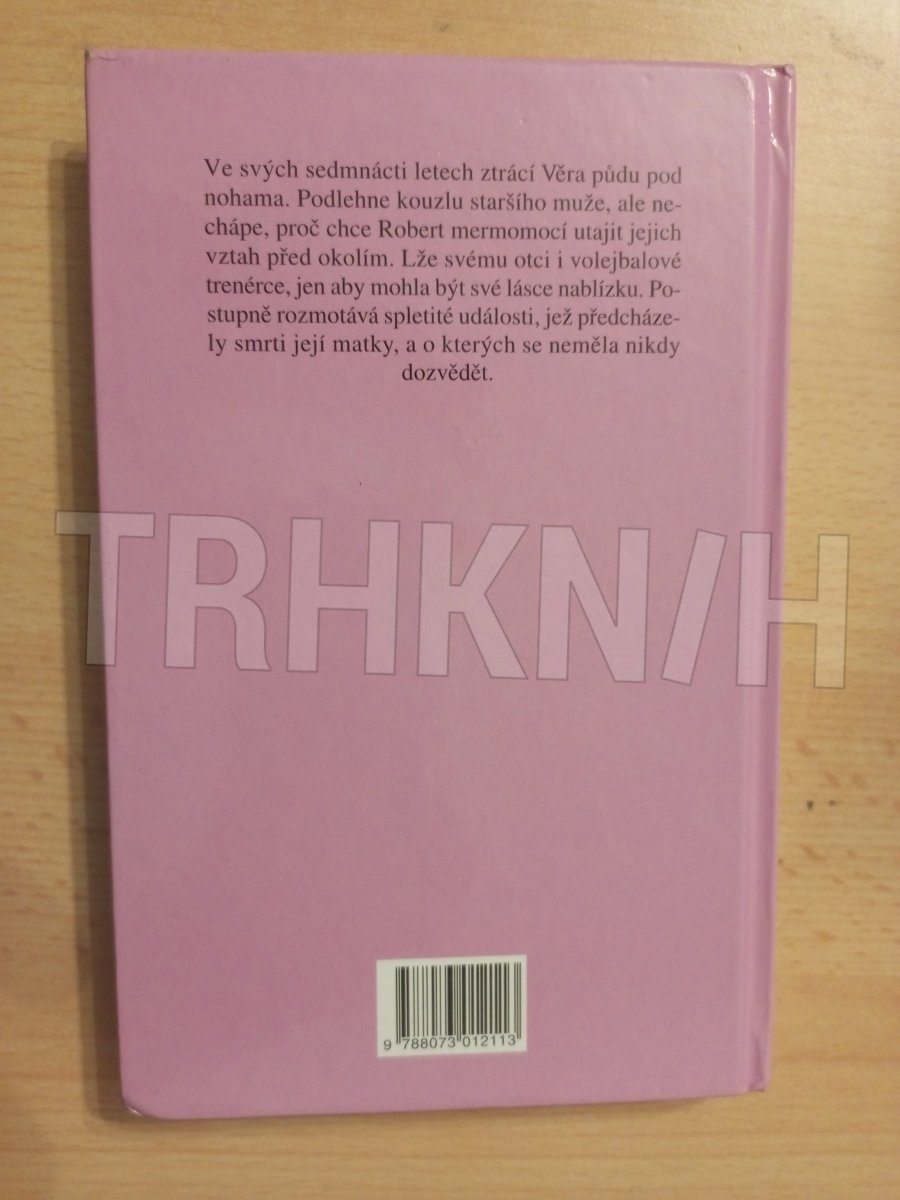 Ve svých sedmnácti letech ztrácí Věra půdu pod
nohama. Podlehne kouzlu staršího muže, ale ne-
chápe, proč chce Robert mermomocí utajit jejich
vztah před okolím. Lže svému otci i volejbalové
trenérce, jen aby mohla být své lásce nablízku. Po-
stupně rozmotává spletité události, jež předcháze-
ly smrti její matky, a o kterých se neměla nikdy
dozvědět.
TRHKN/H
9 788073 012113